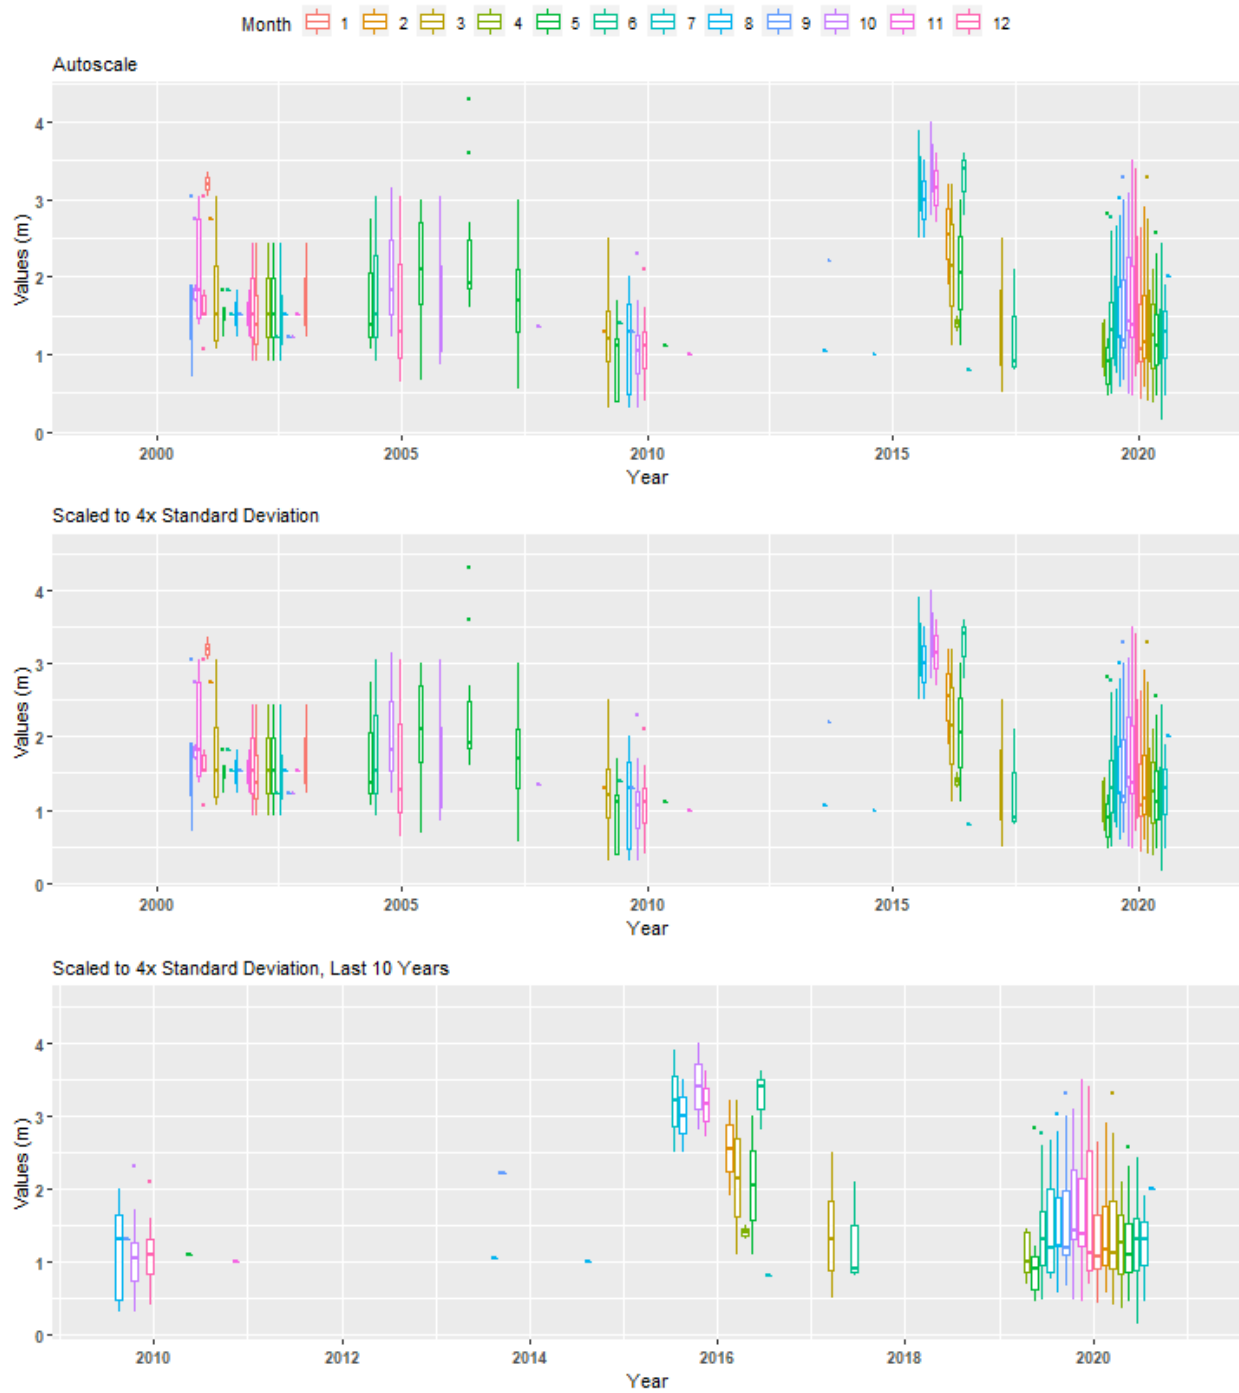 Month 1 2 3 4 5 6 7 8 9 10 11 12
Autoscale
Values (m)
4
3
2
1
0
2000 2005 2010 2015 2020
Year
Scaled to 4x Standard Deviation
Values (m)
4
3
2
1
0
2000 2005 2010 2015 2020
Year
Scaled to 4x Standard Deviation, Last 10 Years
Values (m)
4
3
2
1
0
2010 2012 2014 2016 2018 2020
Year